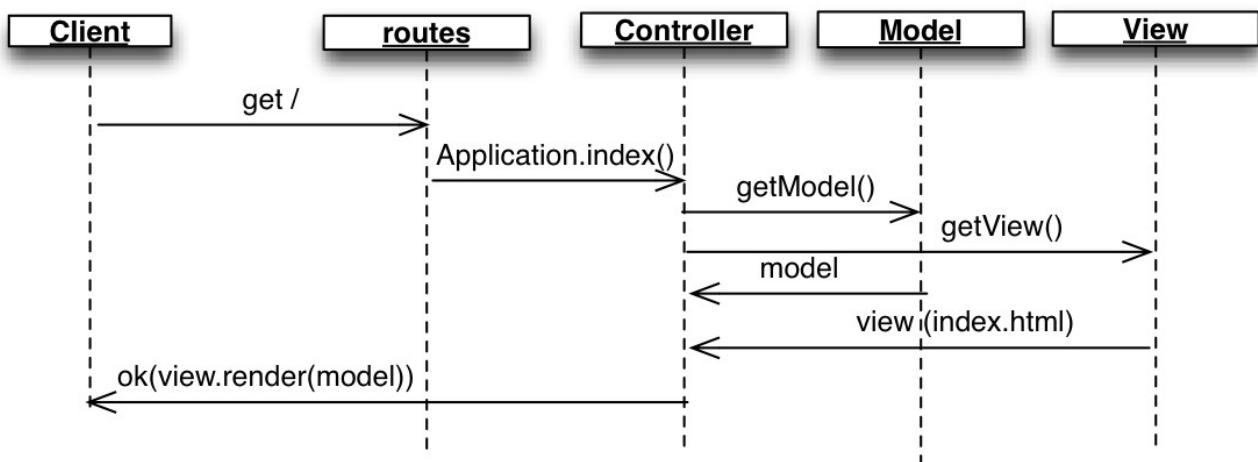 Client routes Controller Model View
get /
Application.index()
getModel()
getView()
model
view (index.html)
ok(view.render(model))